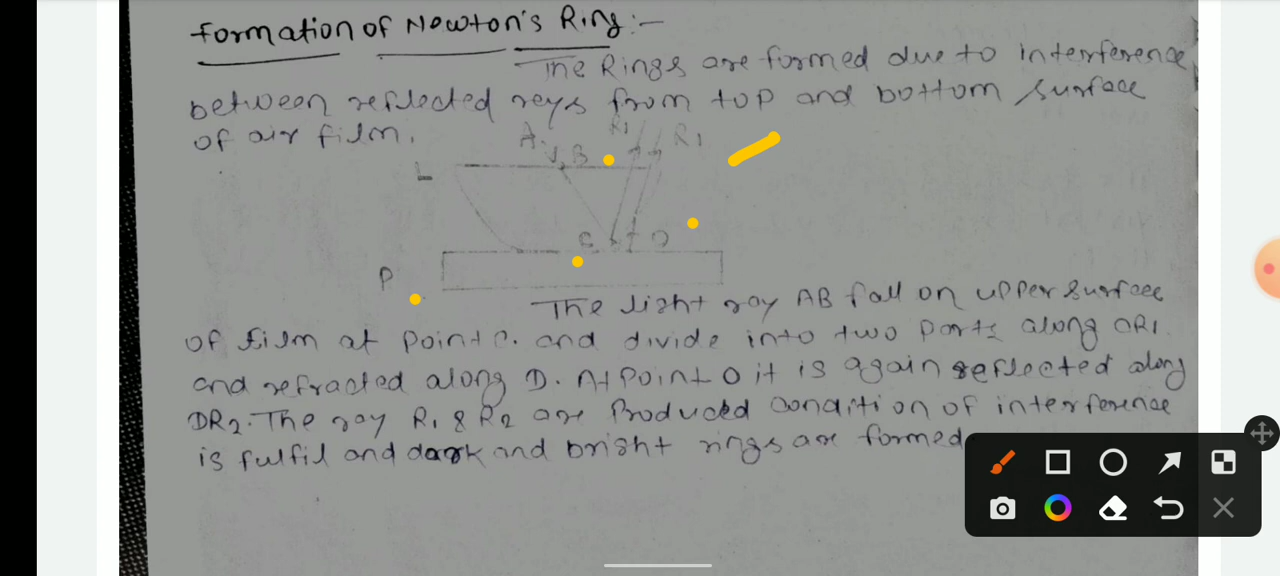 Formation of Newton's Ring:-
The Rings are formed due to interference
between reflected reys from top and bottom surface
of air film.
A B R1 R1
L
C D
P
The light ray AB fall on upper surface
of film at point C. and divide into two parts along CR1
and refracted along D. At Point D it is again reflected along
DR2. The ray R1 & R2 are Produced condition of interference
is fulfil and dark and bright rings are formed